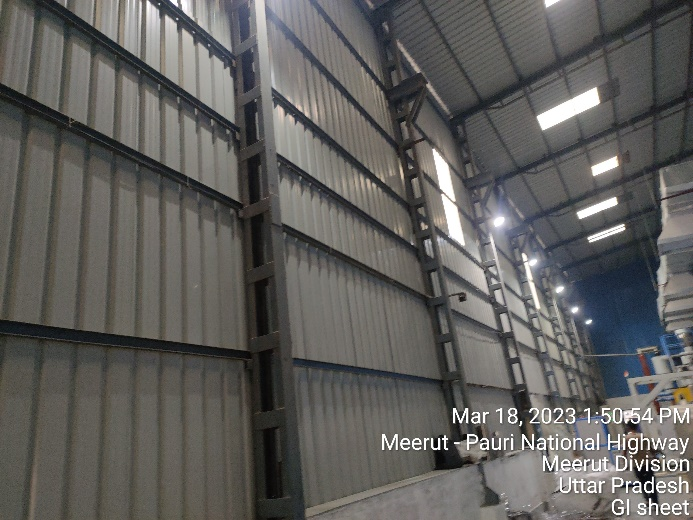 Mar 18, 2023 1:50:54 PM
Meerut - Pauri National Highway
Meerut Division
Uttar Pradesh
GI sheet